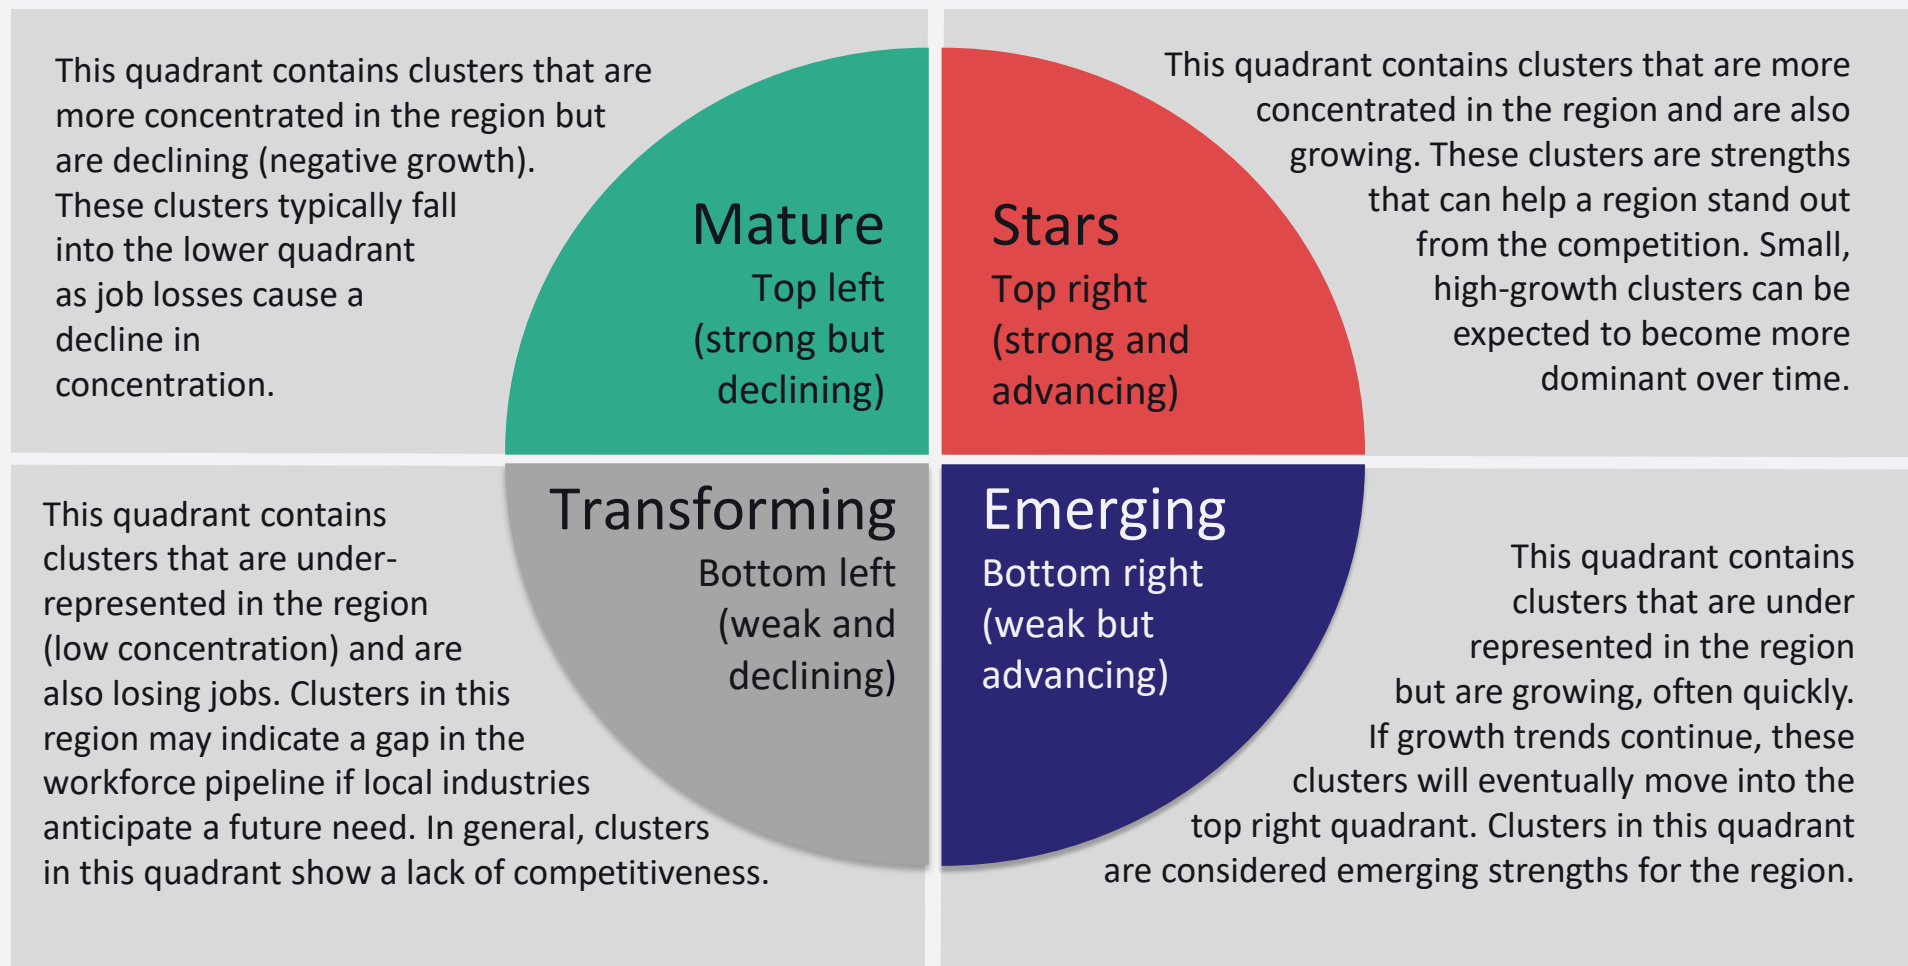 This quadrant contains clusters that are
more concentrated in the region but
are declining (negative growth).
These clusters typically fall
into the lower quadrant
as job losses cause a
decline in
concentration.
Mature
Top left
(strong but
declining)
Stars
Top right
(strong and
advancing)
This quadrant contains clusters that are more
concentrated in the region and are also
growing. These clusters are strengths
that can help a region stand out
from the competition. Small,
high-growth clusters can be
expected to become more
dominant over time.
This quadrant contains
clusters that are under-
represented in the region
(low concentration) and are
also losing jobs. Clusters in this
region may indicate a gap in the
workforce pipeline if local industries
anticipate a future need. In general, clusters
in this quadrant show a lack of competitiveness.
Transforming
Bottom left
(weak and
declining)
Emerging
Bottom right
(weak but
advancing)
This quadrant contains
clusters that are under
represented in the region
but are growing, often quickly.
If growth trends continue, these
clusters will eventually move into the
top right quadrant. Clusters in this quadrant
are considered emerging strengths for the region.